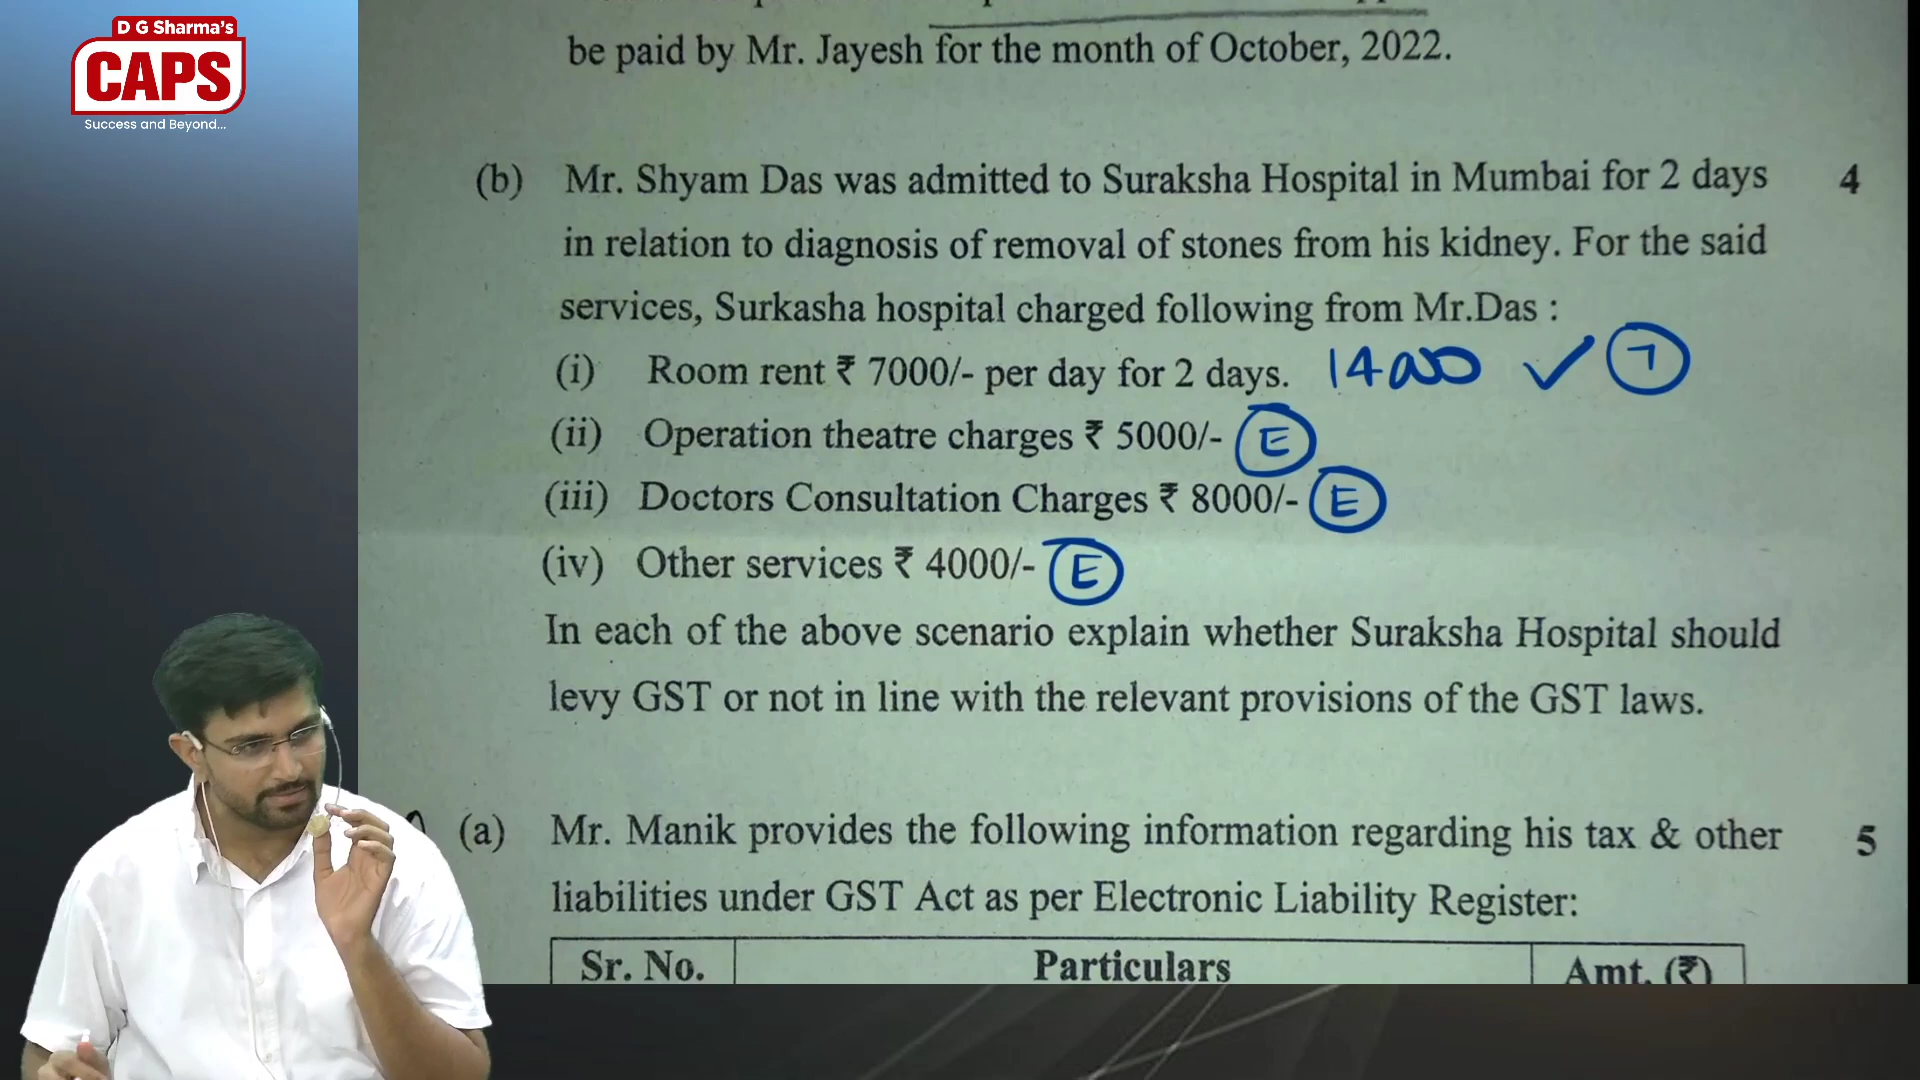 D G Sharma's
CAPS
Success and Beyond...
be paid by Mr. Jayesh for the month of October, 2022.
(b) Mr. Shyam Das was admitted to Suraksha Hospital in Mumbai for 2 days 4
in relation to diagnosis of removal of stones from his kidney. For the said
services, Surkasha hospital charged following from Mr.Das :
(i) Room rent ₹ 7000/- per day for 2 days. 14000 ✓ T
(ii) Operation theatre charges ₹ 5000/- E
(iii) Doctors Consultation Charges ₹ 8000/- E
(iv) Other services ₹ 4000/- E
In each of the above scenario explain whether Suraksha Hospital should
levy GST or not in line with the relevant provisions of the GST laws.
(a) Mr. Manik provides the following information regarding his tax & other 5
liabilities under GST Act as per Electronic Liability Register:
Sr. No. Particulars Amt. (₹)